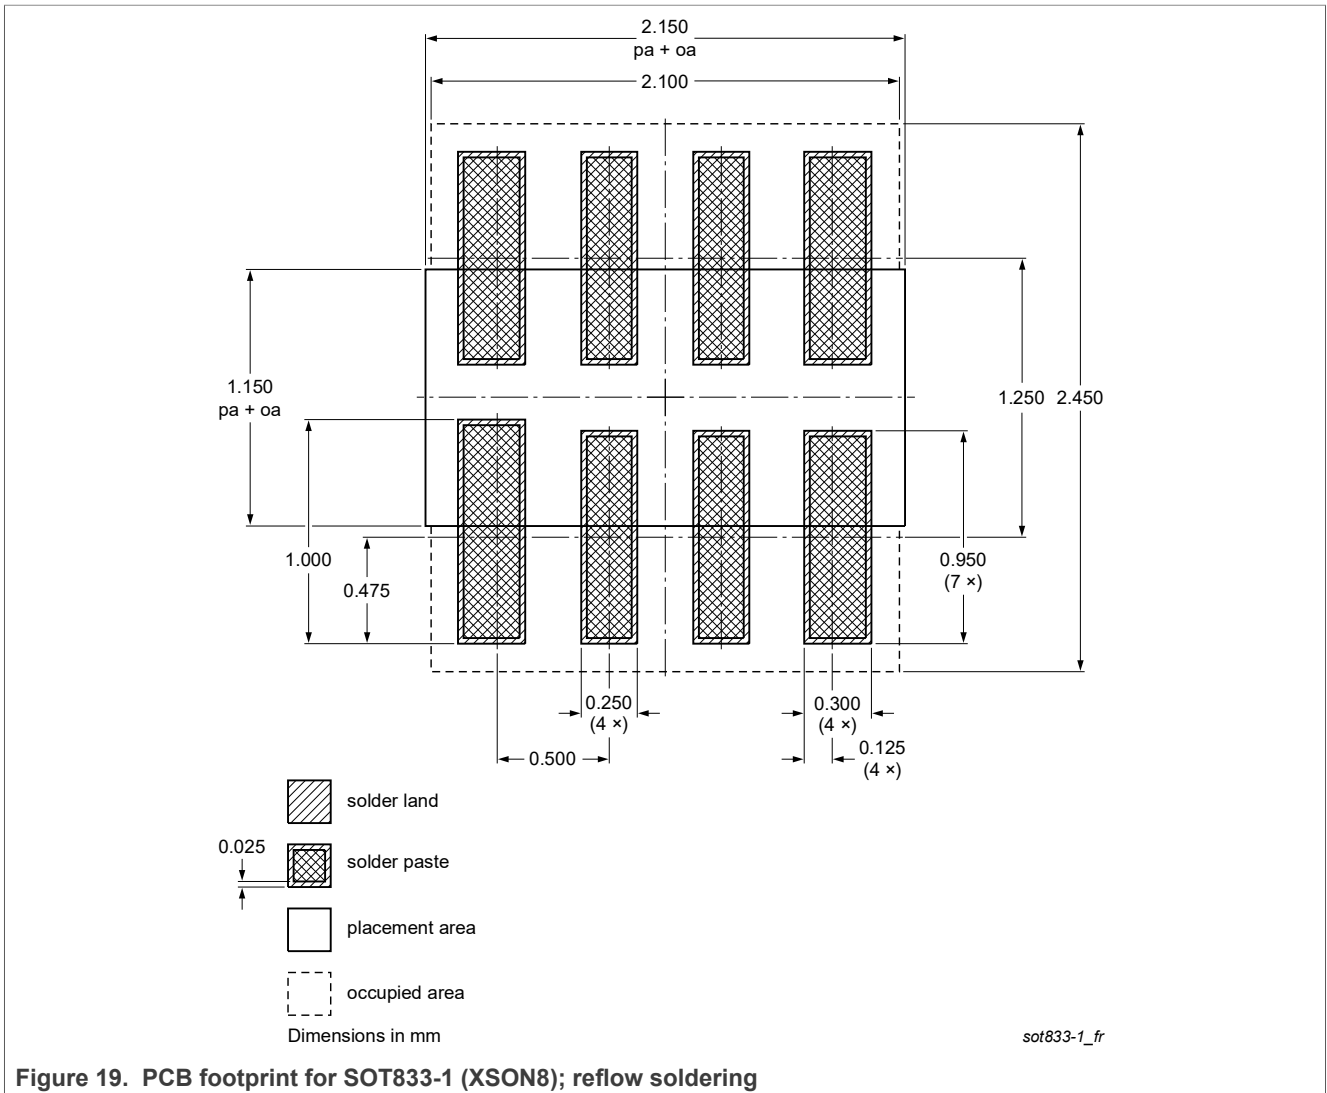 2.150
pa + oa
2.100
1.150
pa + oa
1.250 2.450
1.000
0.475
0.950
(7 ×)
0.250
(4 ×)
0.300
(4 ×)
0.500
0.125
(4 ×)
solder land
0.025
solder paste
placement area
occupied area
Dimensions in mm
sot833-1_fr
Figure 19. PCB footprint for SOT833-1 (XSON8); reflow soldering